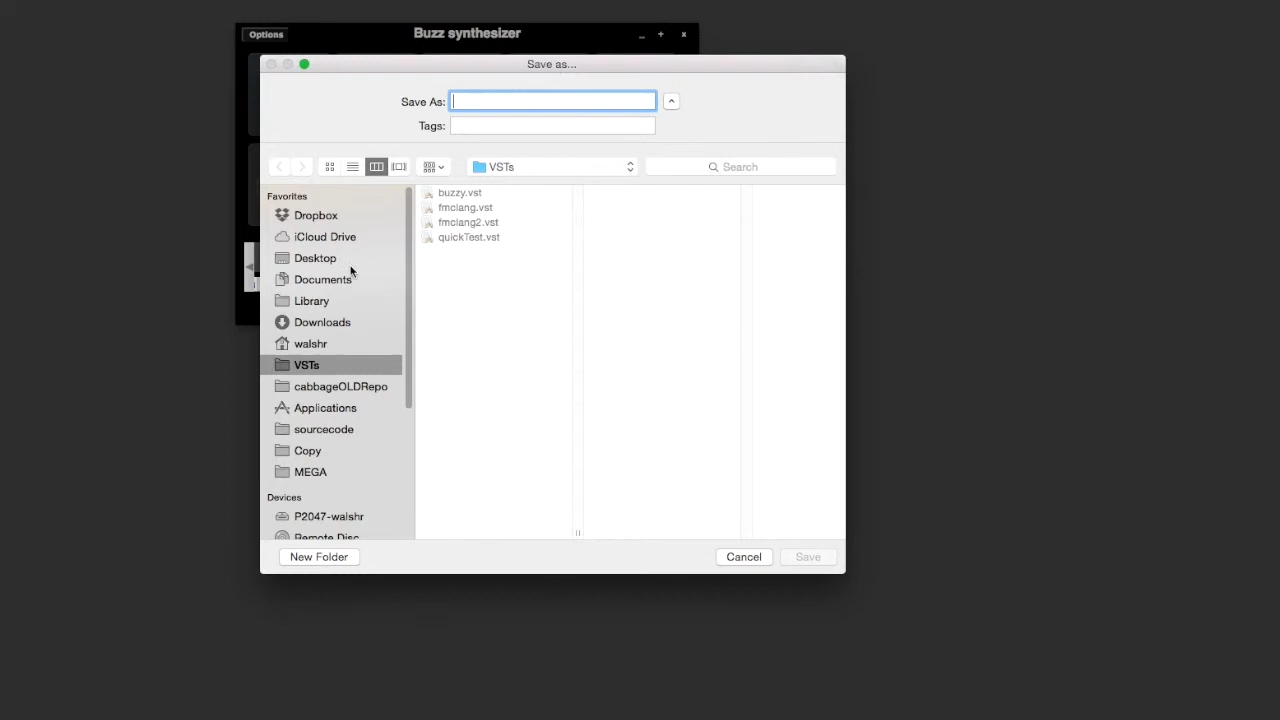 Options
Buzz synthesizer
Save as...
Save As:
Tags:
VSTs
Search
Favorites
Dropbox
iCloud Drive
Desktop
Documents
Library
Downloads
walshr
VSTs
cabbageOLDRepo
Applications
sourcecode
Copy
MEGA
Devices
P2047-walshr
Remote Disc
buzzy.vst
fmclang.vst
fmclang2.vst
quickTest.vst
New Folder
Cancel
Save